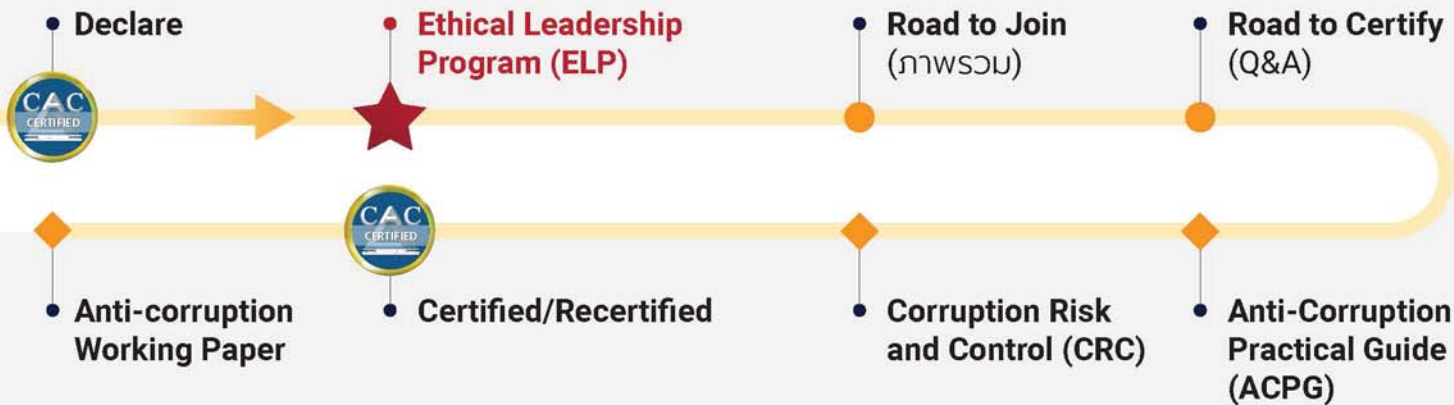 Declare
Ethical Leadership
Program (ELP)
Road to Join
(ภาพรวม)
Road to Certify
(Q&A)
CAC
CERTIFIED
CAC
CERTIFIED
Anti-corruption
Working Paper
Certified/Recertified
Corruption Risk
and Control (CRC)
Anti-Corruption
Practical Guide
(ACPG)